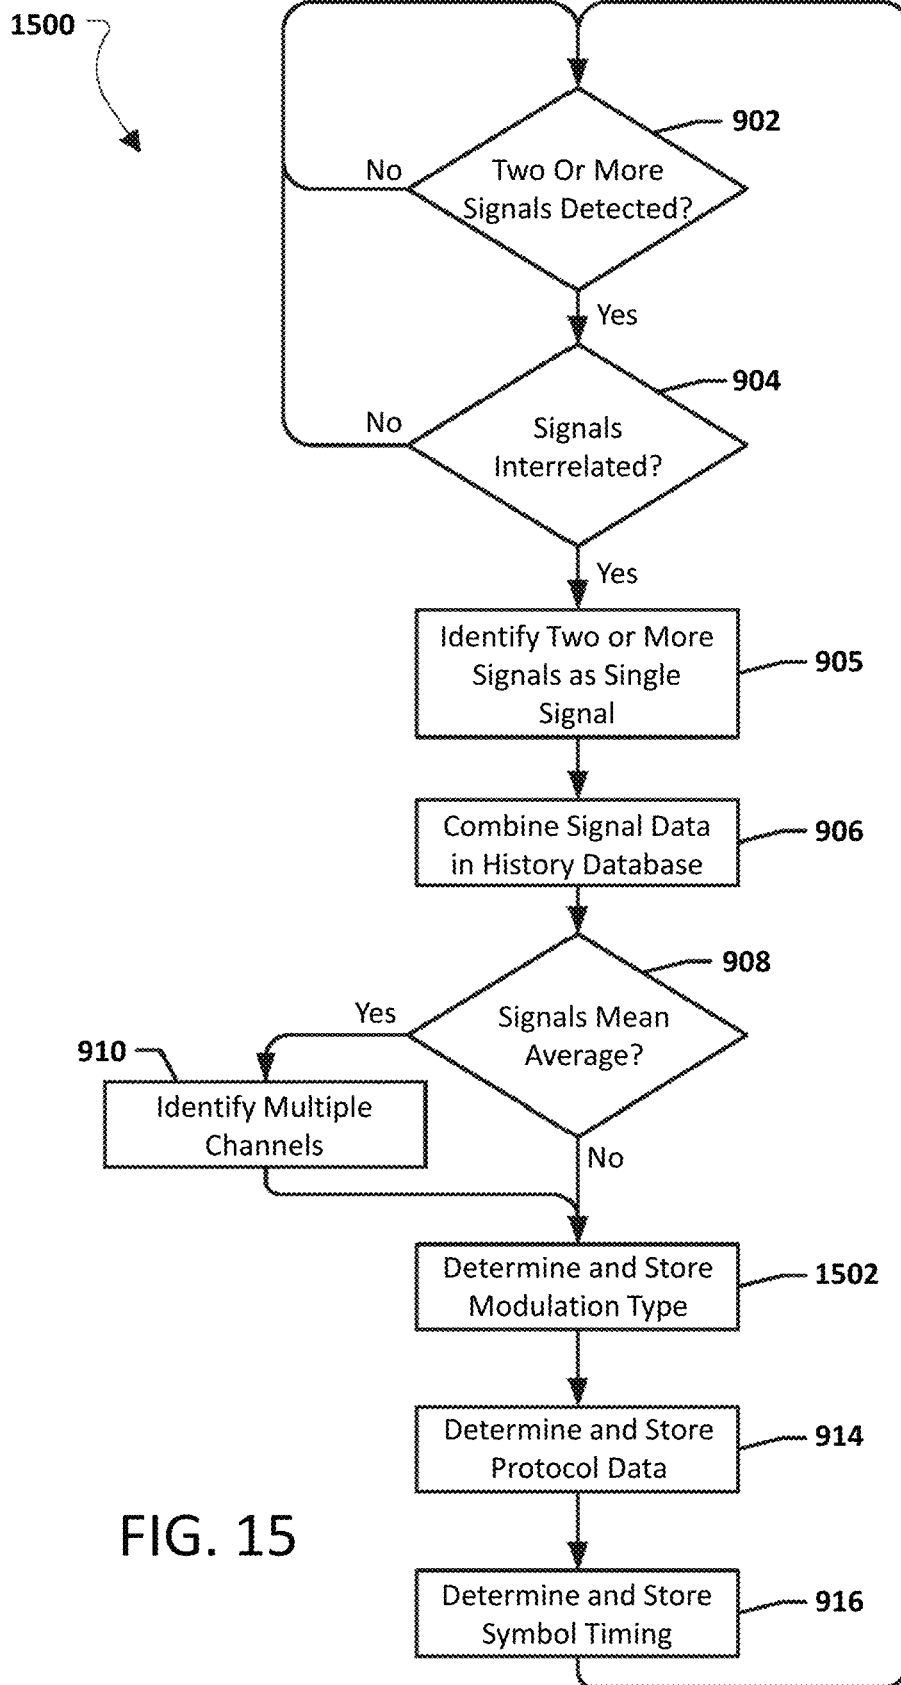 1500
902
No
Two Or More
Signals Detected?
Yes
904
No
Signals
Interrelated?
Yes
Identify Two or More
Signals as Single
Signal
905
Combine Signal Data
in History Database
906
908
Yes
Signals Mean
Average?
910
Identify Multiple
Channels
No
Determine and Store
Modulation Type
1502
Determine and Store
Protocol Data
914
FIG. 15
Determine and Store
Symbol Timing
916